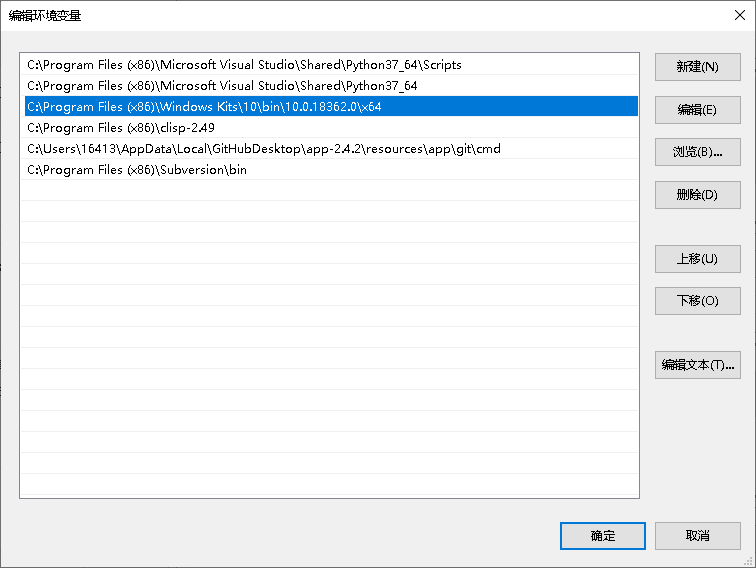 编辑环境变量
C:\Program Files (x86)\Microsoft Visual Studio\Shared\Python37_64\Scripts
C:\Program Files (x86)\Microsoft Visual Studio\Shared\Python37_64
C:\Program Files (x86)\Windows Kits\10\bin\10.0.18362.0\x64
C:\Program Files (x86)\clisp-2.49
C:\Users\16413\AppData\Local\GitHubDesktop\app-2.4.2\resources\app\git\cmd
C:\Program Files (x86)\Subversion\bin
新建(N)
编辑(E)
浏览(B)...
删除(D)
上移(U)
下移(O)
编辑文本(T)...
确定
取消